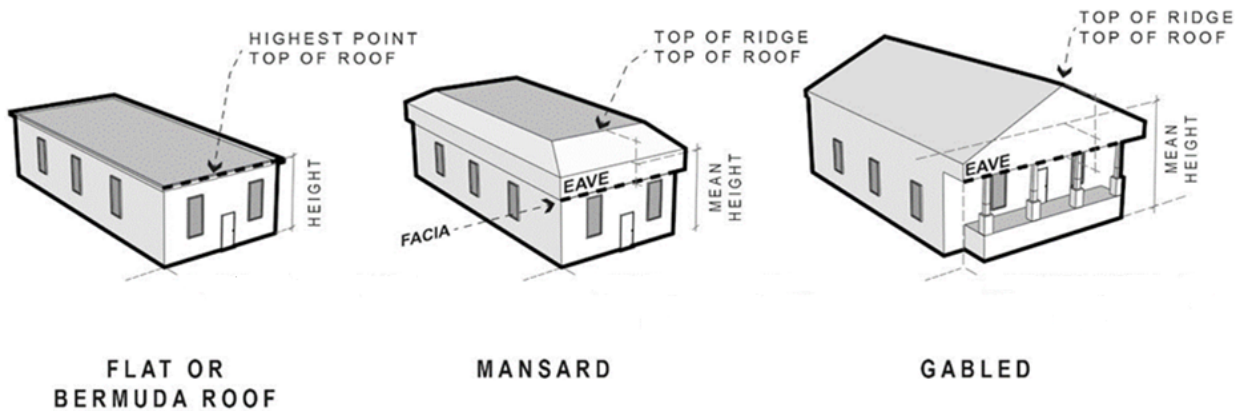 HIGHEST POINT
TOP OF ROOF
HEIGHT
FLAT OR
BERMUDA ROOF
TOP OF RIDGE
TOP OF ROOF
EAVE
FACIA
MEAN
HEIGHT
MANSARD
TOP OF RIDGE
TOP OF ROOF
EAVE
MEAN
HEIGHT
GABLED